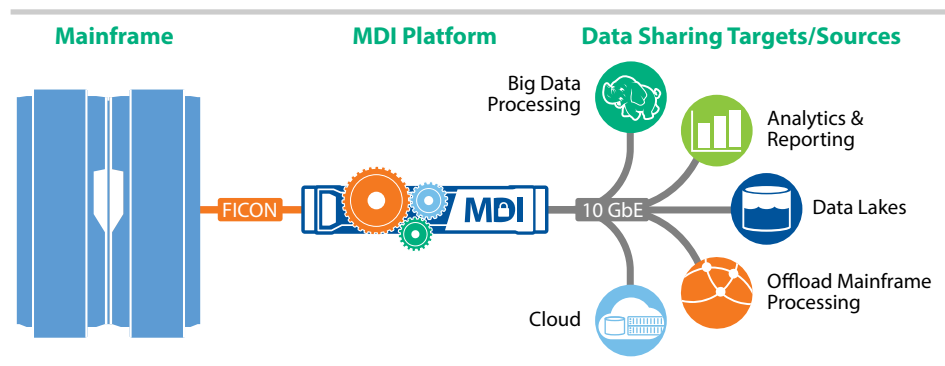 Mainframe
MDI Platform
Data Sharing Targets/Sources
Big Data
Processing
Analytics &
Reporting
FICON
MDI
10 GbE
Data Lakes
Offload Mainframe
Processing
Cloud